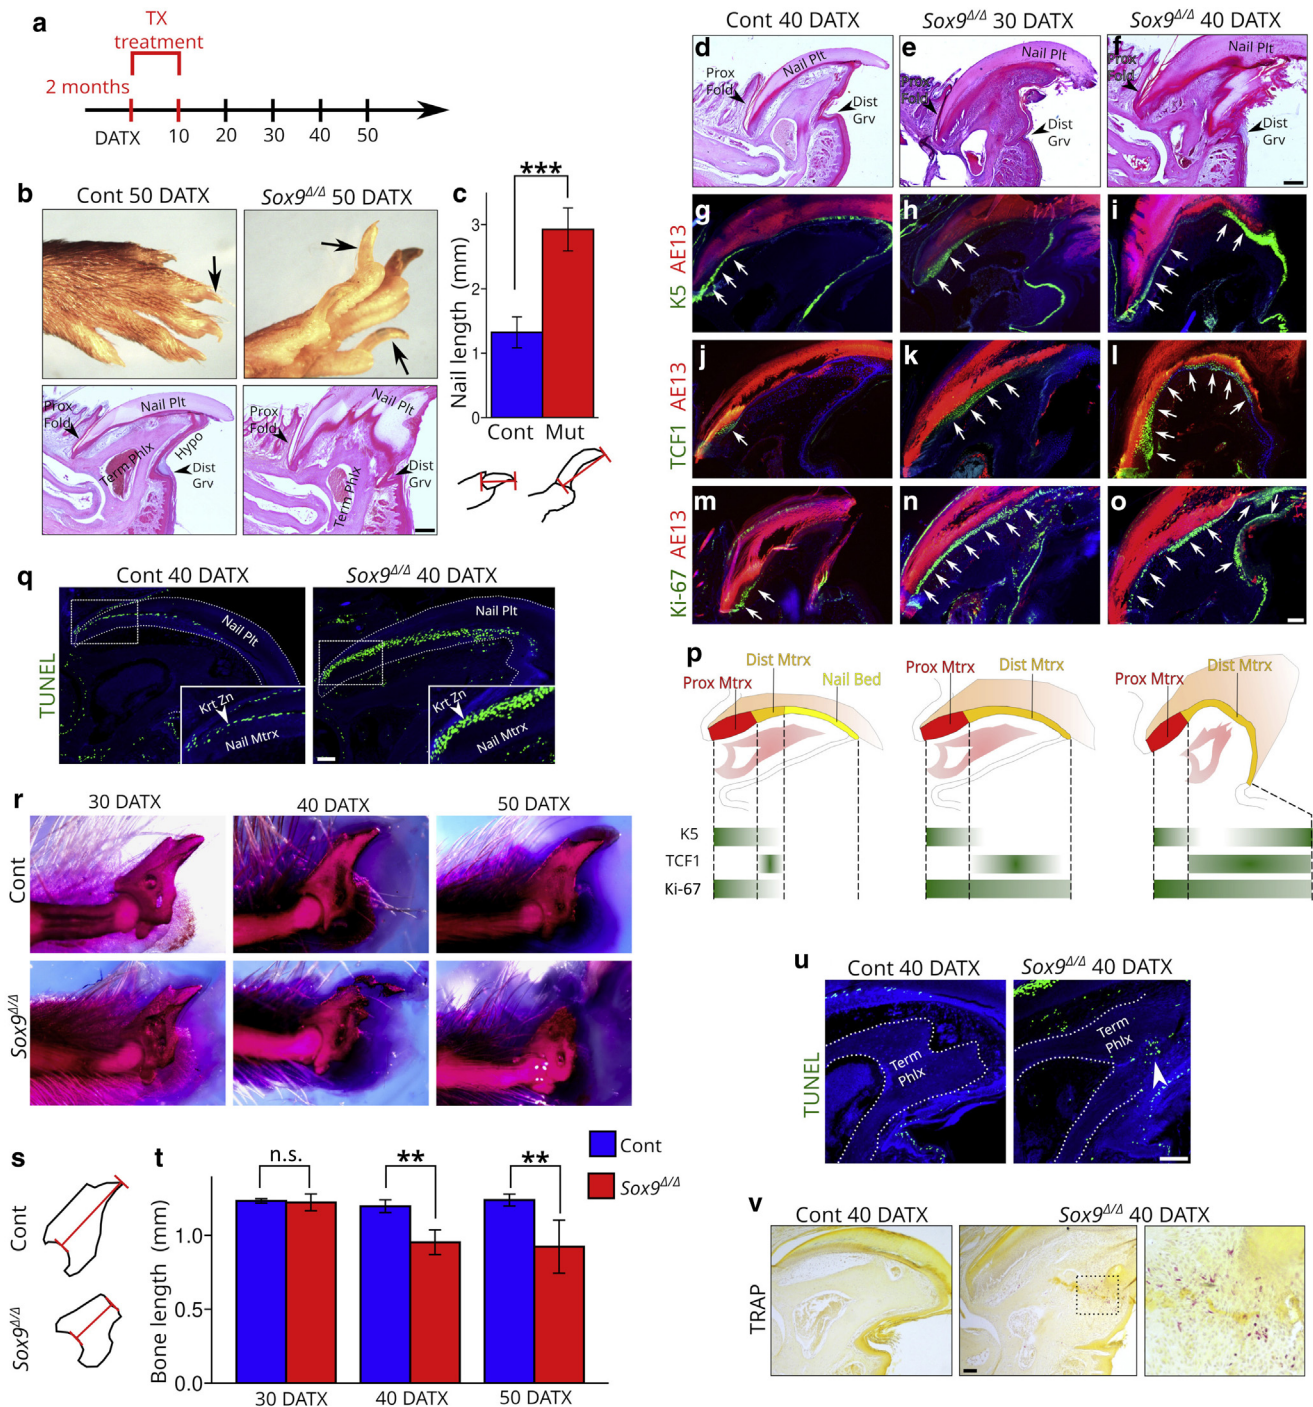 a
TX
treatment
2 months
DATX 10 20 30 40 50
b
Cont 50 DATX
Sox9Δ/Δ 50 DATX
Prox
Fold
Nail Plt
Term Phlx
Hypo
Dist
Grv
Prox
Fold
Nail Plt
Term Phlx
Dist
Grv
c
***
Nail length (mm)
3
2
1
0
Cont Mut
Cont 40 DATX
Sox9Δ/Δ 30 DATX
Sox9Δ/Δ 40 DATX
d
Prox
Fold
Nail Plt
Dist
Grv
e
Prox
Fold
Nail Plt
Dist
Grv
f
Prox
Fold
Nail Plt
Dist
Grv
K5 AE13
g
h
i
TCF1 AE13
j
k
l
Ki-67 AE13
m
n
o
p
Prox Mtrx
Dist Mtrx
Nail Bed
Prox Mtrx
Dist Mtrx
Prox Mtrx
Dist Mtrx
K5
TCF1
Ki-67
q
Cont 40 DATX
Sox9Δ/Δ 40 DATX
TUNEL
Nail Plt
Krt Zn
Nail Mtrx
Nail Plt
Krt Zn
Nail Mtrx
r
30 DATX 40 DATX 50 DATX
Cont
Sox9Δ/Δ
s
Cont
Sox9Δ/Δ
t
Cont
Sox9Δ/Δ
n.s.
**
**
Bone length (mm)
1.0
0.5
0.0
30 DATX 40 DATX 50 DATX
u
Cont 40 DATX
Sox9Δ/Δ 40 DATX
TUNEL
Term
Phlx
Term
Phlx
v
Cont 40 DATX
Sox9Δ/Δ 40 DATX
TRAP